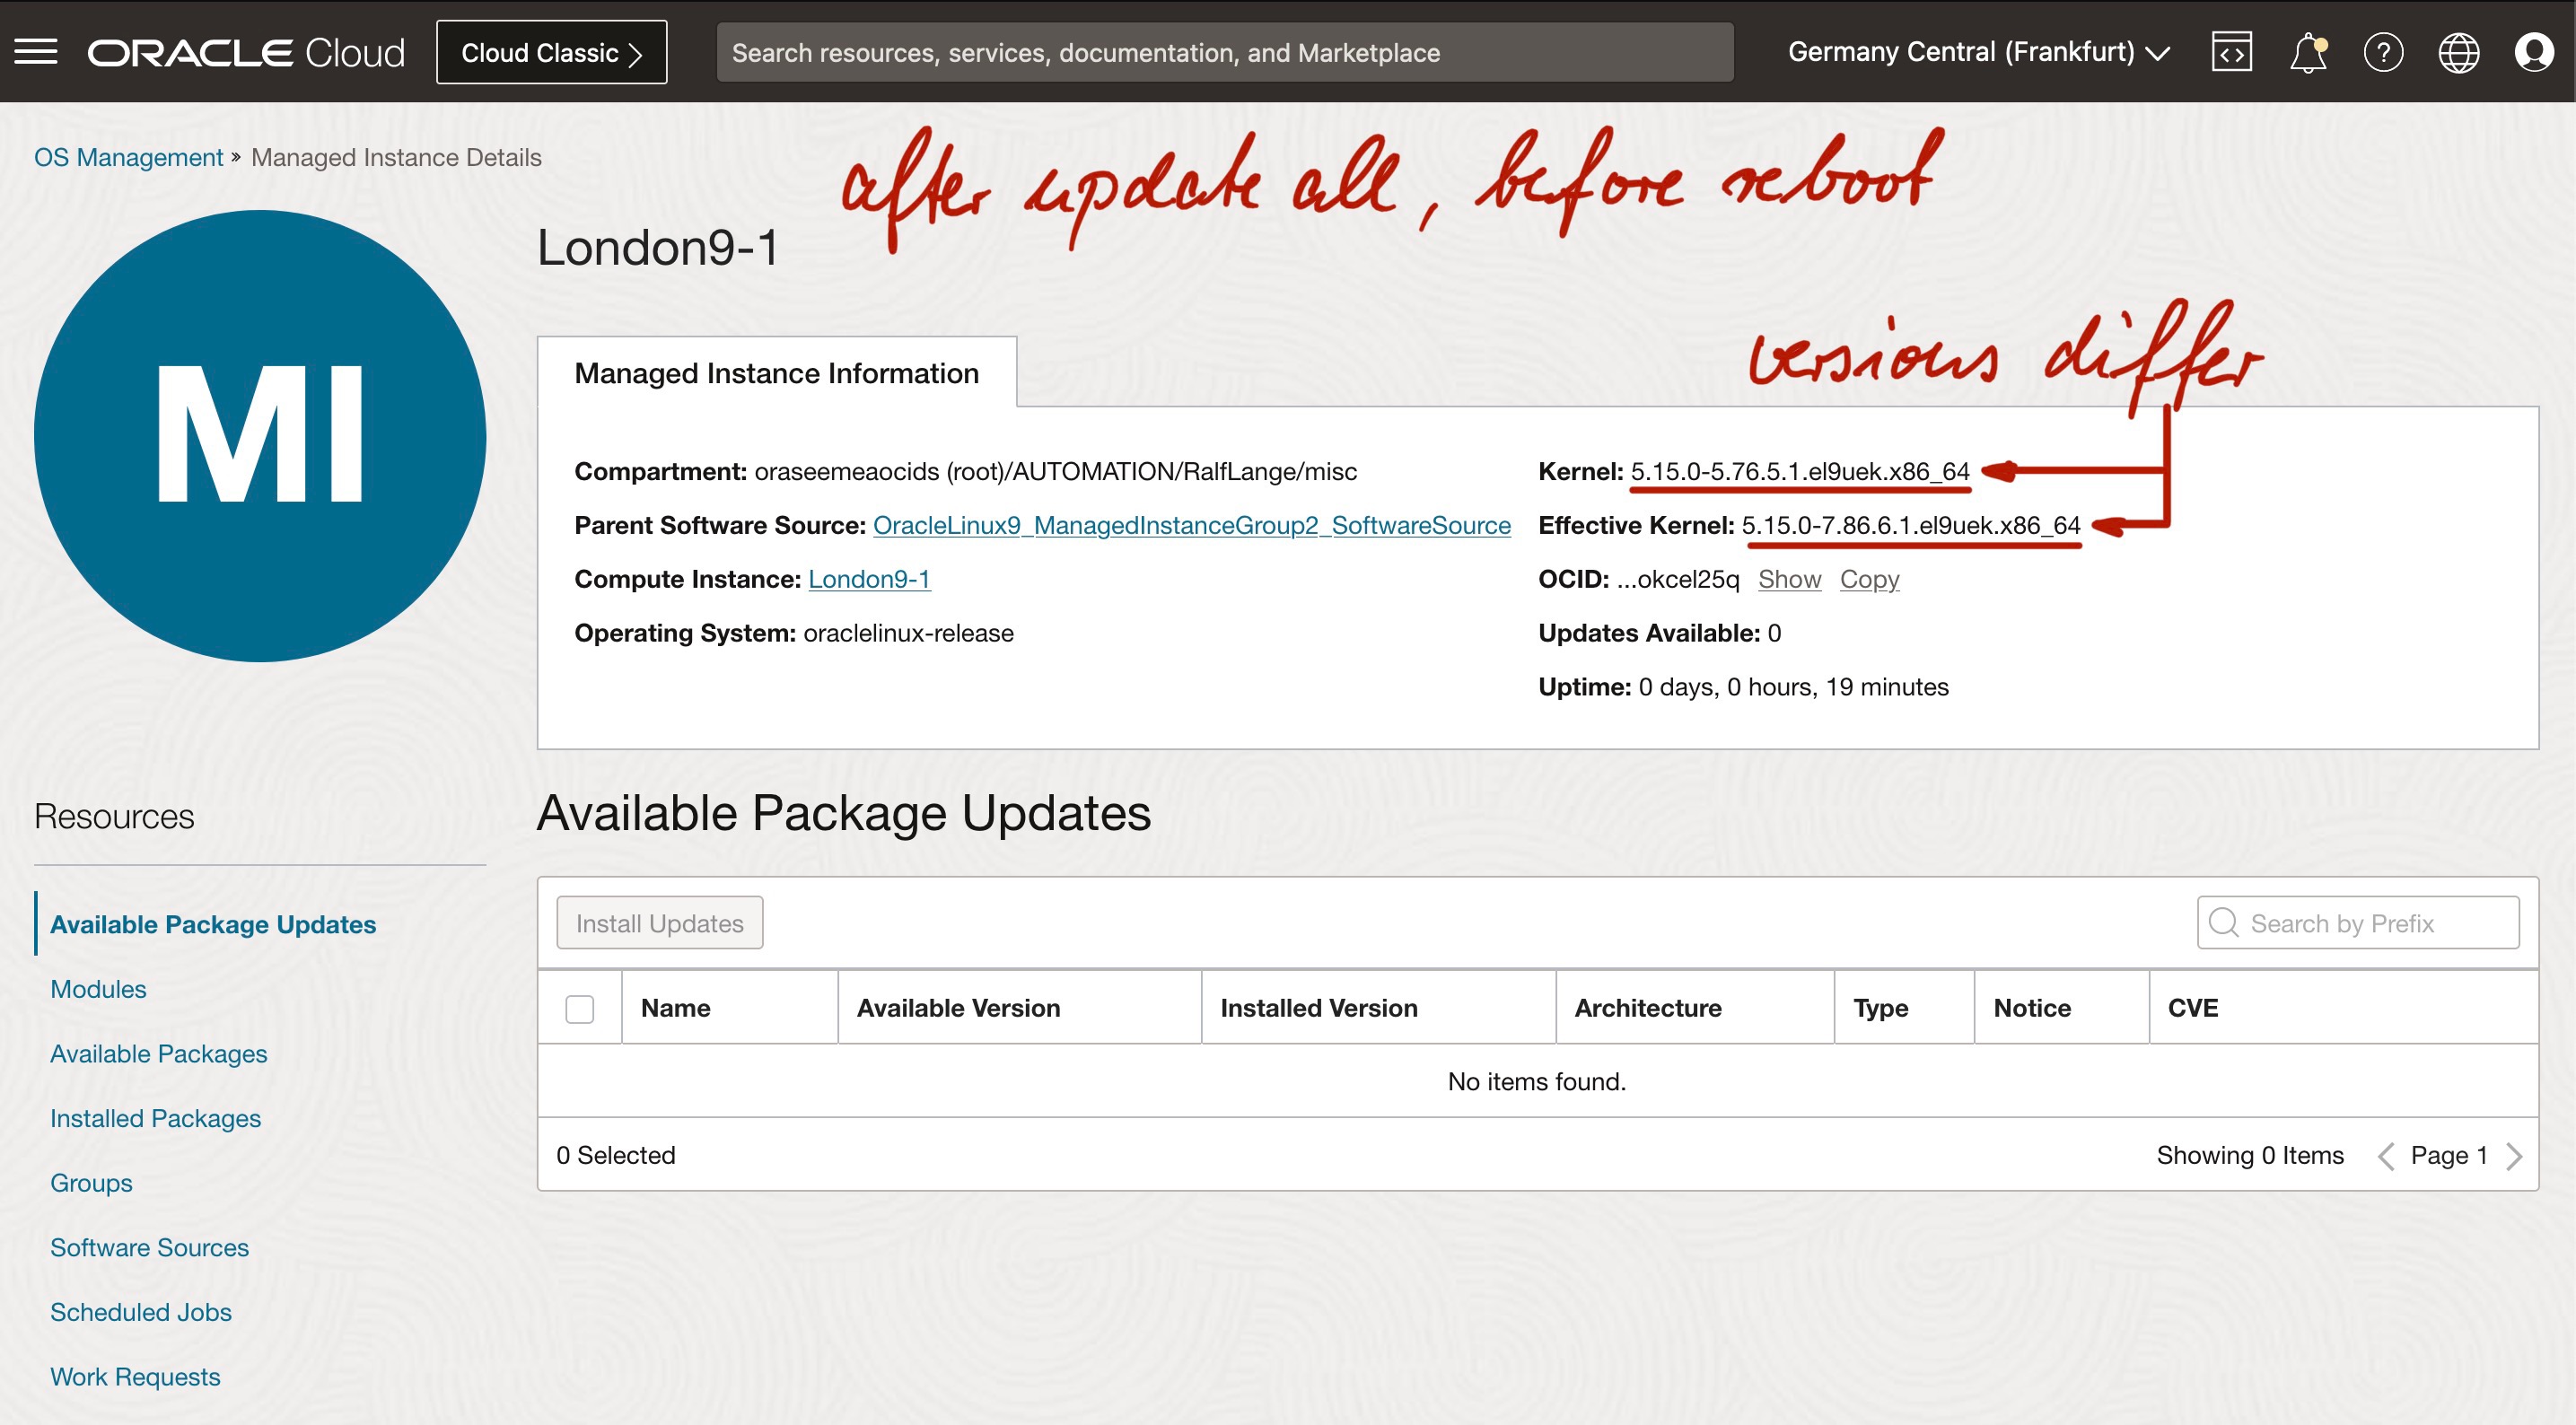 ORACLE Cloud
Cloud Classic >
Search resources, services, documentation, and Marketplace
Germany Central (Frankfurt)
OS Management » Managed Instance Details
after update all, before reboot
MI
London9-1
versions differ
Managed Instance Information
Compartment: oraseemeaocids (root)/AUTOMATION/RalfLange/misc
Parent Software Source: OracleLinux9_ManagedInstanceGroup2_SoftwareSource
Compute Instance: London9-1
Operating System: oraclelinux-release
Kernel: 5.15.0-5.76.5.1.el9uek.x86_64
Effective Kernel: 5.15.0-7.86.6.1.el9uek.x86_64
OCID: ...okcel25q Show Copy
Updates Available: 0
Uptime: 0 days, 0 hours, 19 minutes
Resources
Available Package Updates
Modules
Available Packages
Installed Packages
Groups
Software Sources
Scheduled Jobs
Work Requests
Available Package Updates
Install Updates
Search by Prefix
Name Available Version Installed Version Architecture Type Notice CVE
No items found.
0 Selected
Showing 0 Items < Page 1 >